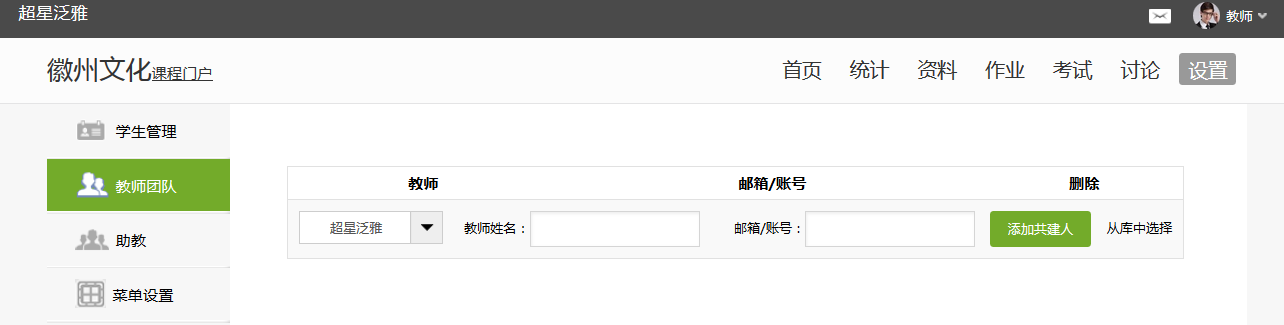 超星泛雅
教师
徽州文化课程门户
首页 统计 资料 作业 考试 讨论 设置
学生管理
教师团队
助教
菜单设置
教师 邮箱/账号 删除
超星泛雅 教师姓名： 邮箱/账号： 添加共建人 从库中选择